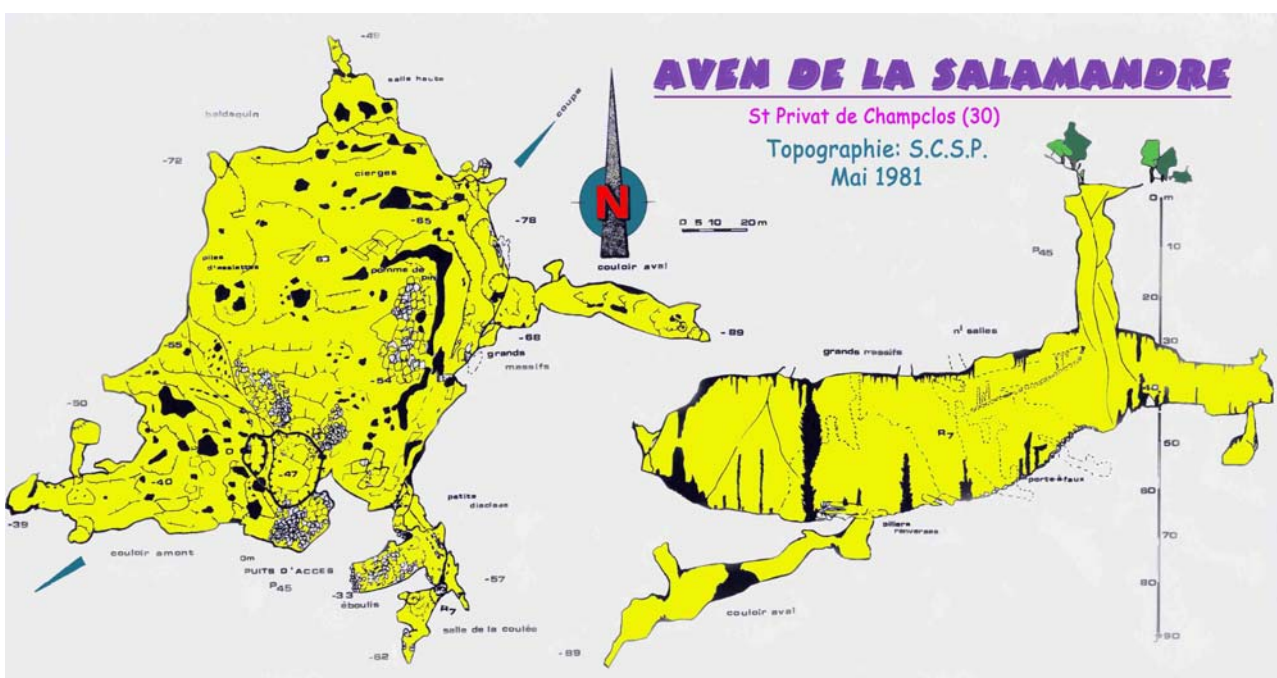 AVEN DE LA SALAMANDRE
St Privat de Champclos (30)
Topographie: S.C.S.P.
Mai 1981
-49
salle haute
baldaquin
coupe
-72
cierges
-65
-78
N
0 5 10 20m
couloir aval
piles
d'assiettes
pomme de
pin
-68
-89
grands
massifs
-55
-54
-50
-47
-40
-39
petite
diaclase
couloir amont
0m
PUITS D'ACCES
P45
-33
éboulis
-57
R7
salle de la coulée
-62
-89
0m
10
20
30
40
50
60
70
80
-90
P45
nl salles
grands massifs
R7
porte-à-faux
piliers
renversés
couloir aval